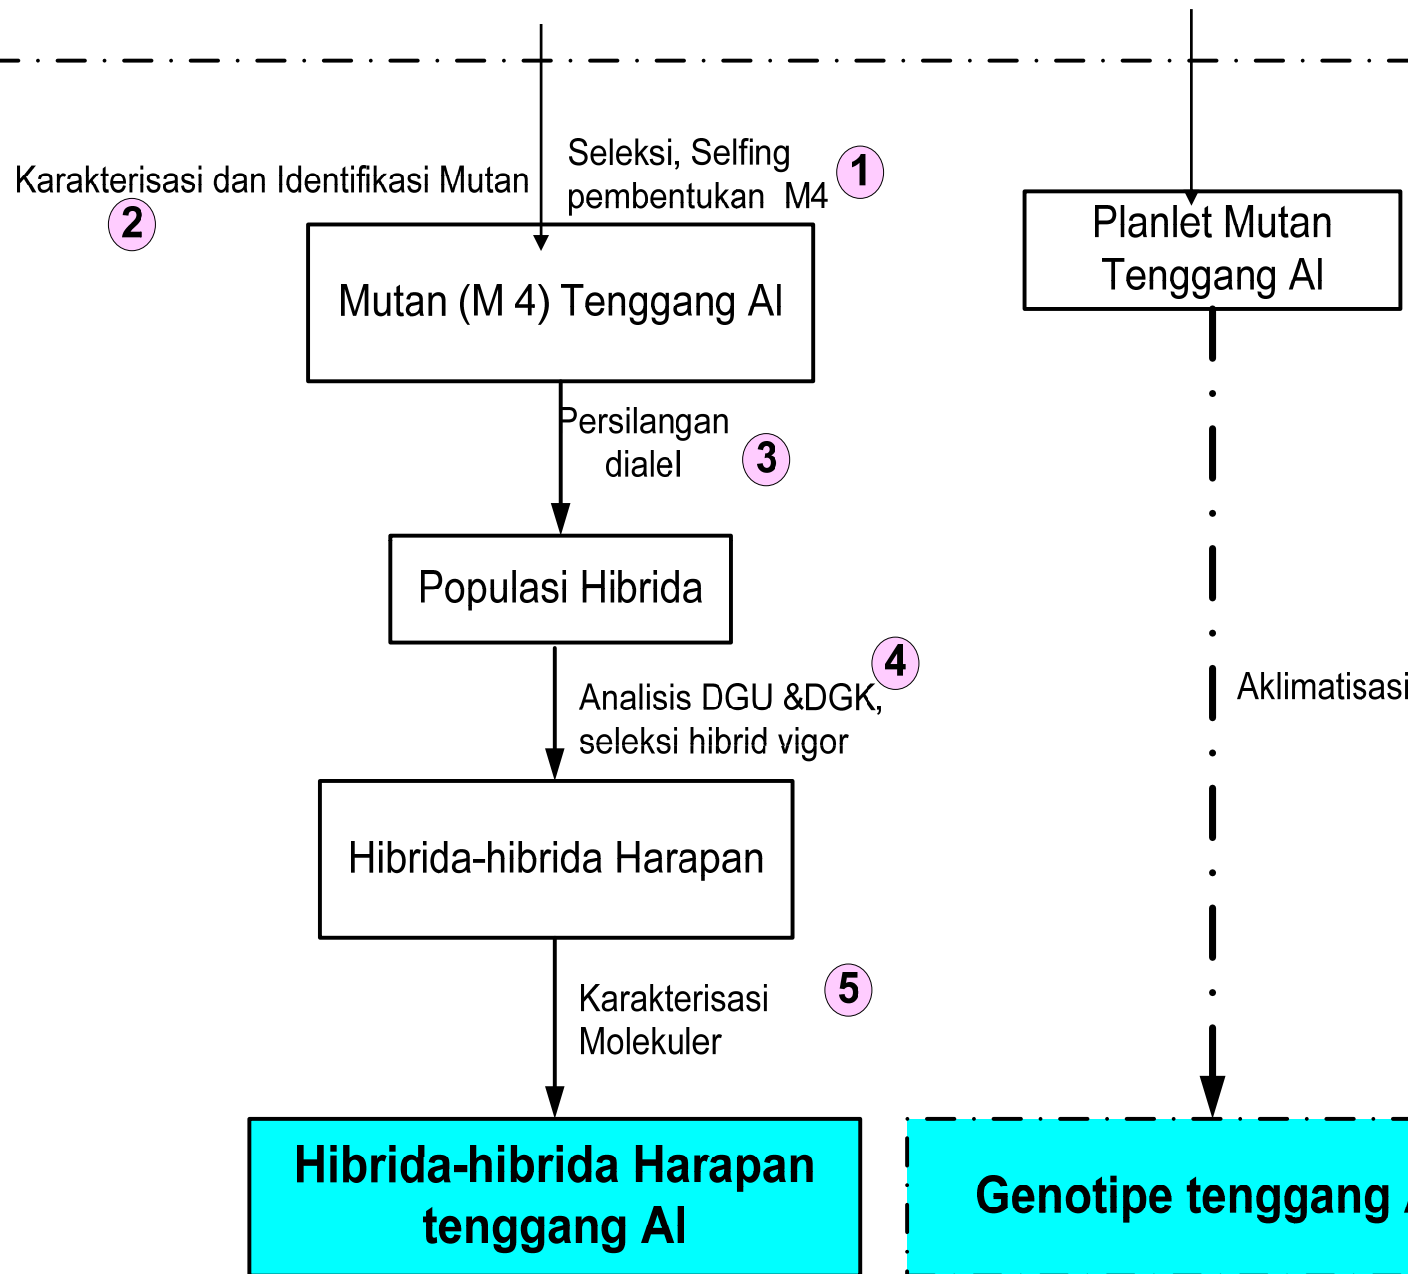 Karakterisasi dan Identifikasi Mutan
2
Seleksi, Selfing
pembentukan M4
1
Mutan (M 4) Tenggang Al
Persilangan
dialel
3
Populasi Hibrida
4
Analisis DGU &DGK,
seleksi hibrid vigor
Hibrida-hibrida Harapan
Karakterisasi
Molekuler
5
Hibrida-hibrida Harapan
tenggang Al
Planlet Mutan
Tenggang Al
Aklimatisasi
Genotipe tenggang